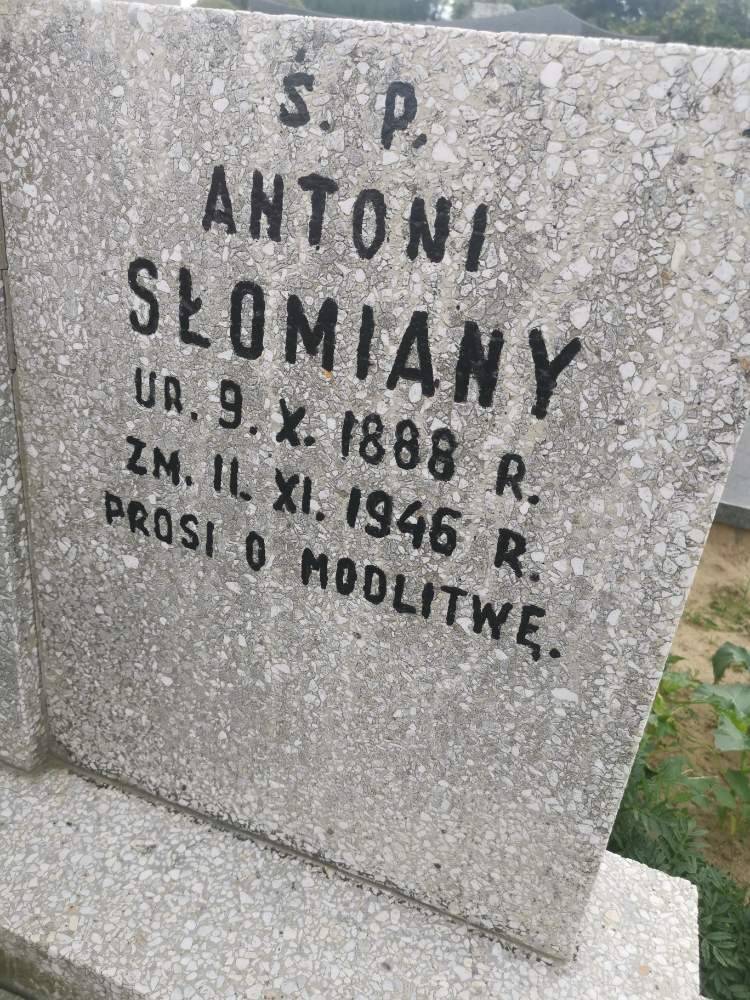 Ś. P.
ANTONI
SŁOMIANY
UR. 9. X. 1888 R.
ZM. 11. XI. 1946 R.
PROSI O MODLITWĘ.